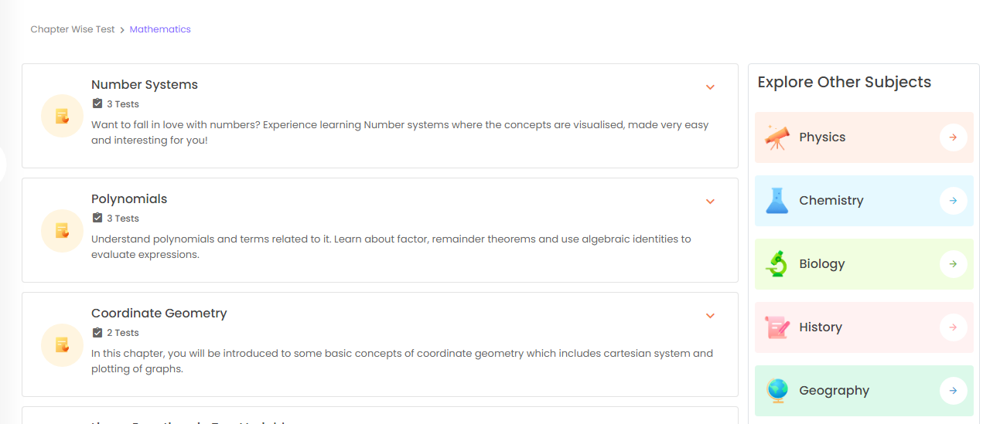 Chapter Wise Test > Mathematics
Number Systems
3 Tests
Want to fall in love with numbers? Experience learning Number systems where the concepts are visualised, made very easy
and interesting for you!
Polynomials
3 Tests
Understand polynomials and terms related to it. Learn about factor, remainder theorems and use algebraic identities to
evaluate expressions.
Coordinate Geometry
2 Tests
In this chapter, you will be introduced to some basic concepts of coordinate geometry which includes cartesian system and
plotting of graphs.
Explore Other Subjects
Physics
Chemistry
Biology
History
Geography